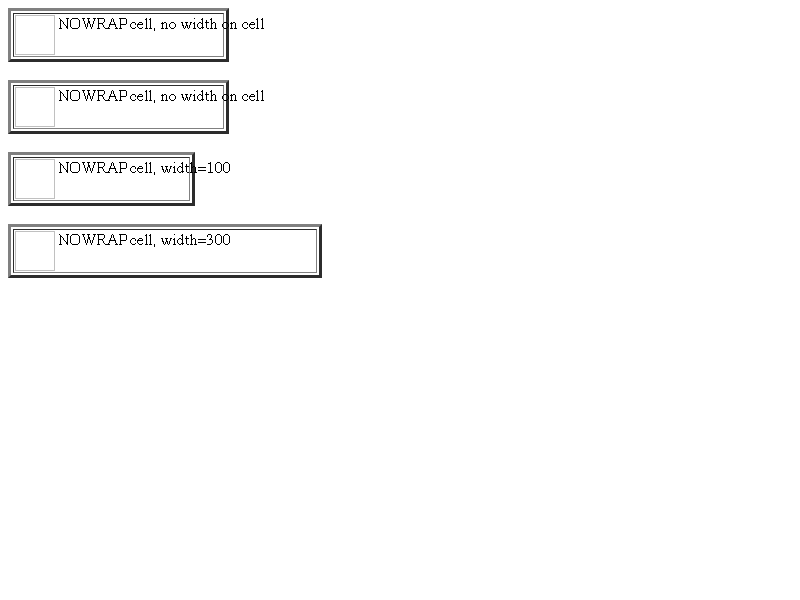 NOWRAP cell, no width on cell
NOWRAP cell, no width on cell
NOWRAP cell, width=100
NOWRAP cell, width=300